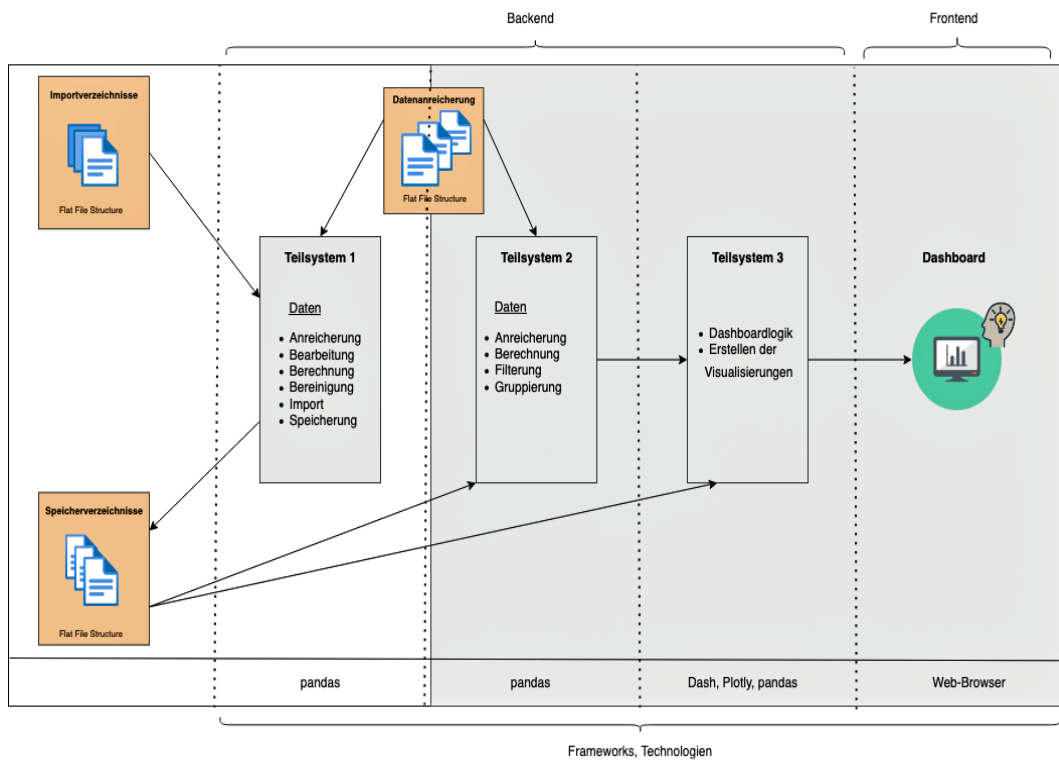 Backend
Frontend
Importverzeichnisse
Flat File Structure
Datenanreicherung
Flat File Structure
Teilsystem 1
Daten
• Anreicherung
• Bearbeitung
• Berechnung
• Bereinigung
• Import
• Speicherung
Teilsystem 2
Daten
• Anreicherung
• Berechnung
• Filterung
• Gruppierung
Teilsystem 3
• Dashboardlogik
• Erstellen der
Visualisierungen
Dashboard
Speicherverzeichnisse
Flat File Structure
pandas
pandas
Dash, Plotly, pandas
Web-Browser
Frameworks, Technologien